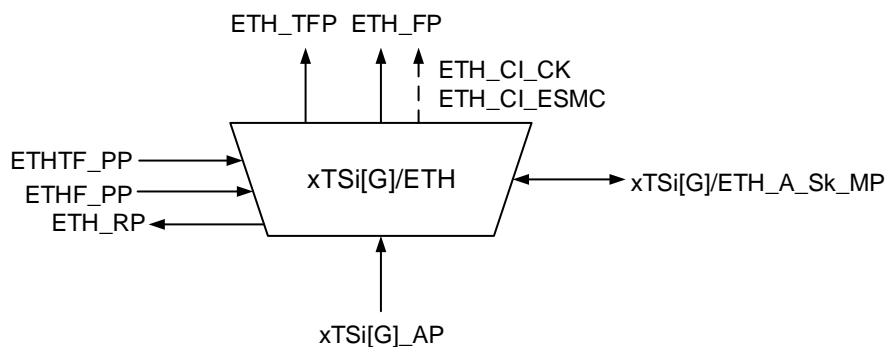 ETH_TFP ETH_FP
ETH_CI_CK
ETH_CI_ESMC
ETHTF_PP
xTSi[G]/ETH
xTSi[G]/ETH_A_Sk_MP
ETHF_PP
ETH_RP
xTSi[G]_AP